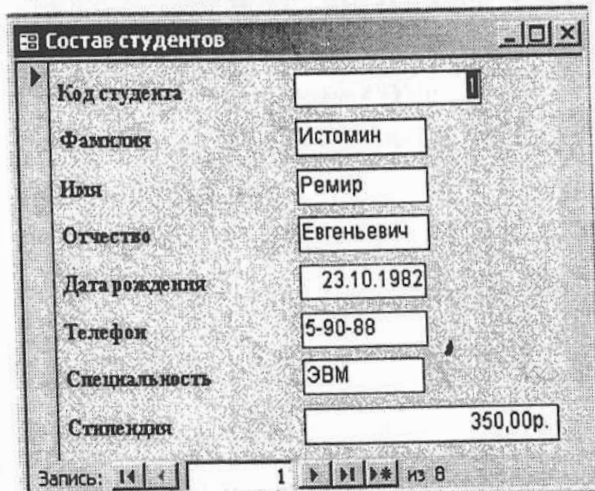 Состав студентов
Код студента 1
Фамилия Истомин
Имя Ремир
Отчество Евгеньевич
Дата рождения 23.10.1982
Телефон 5-90-88
Специальность ЭВМ
Стипендия 350,00р.
Запись: 1 из 8